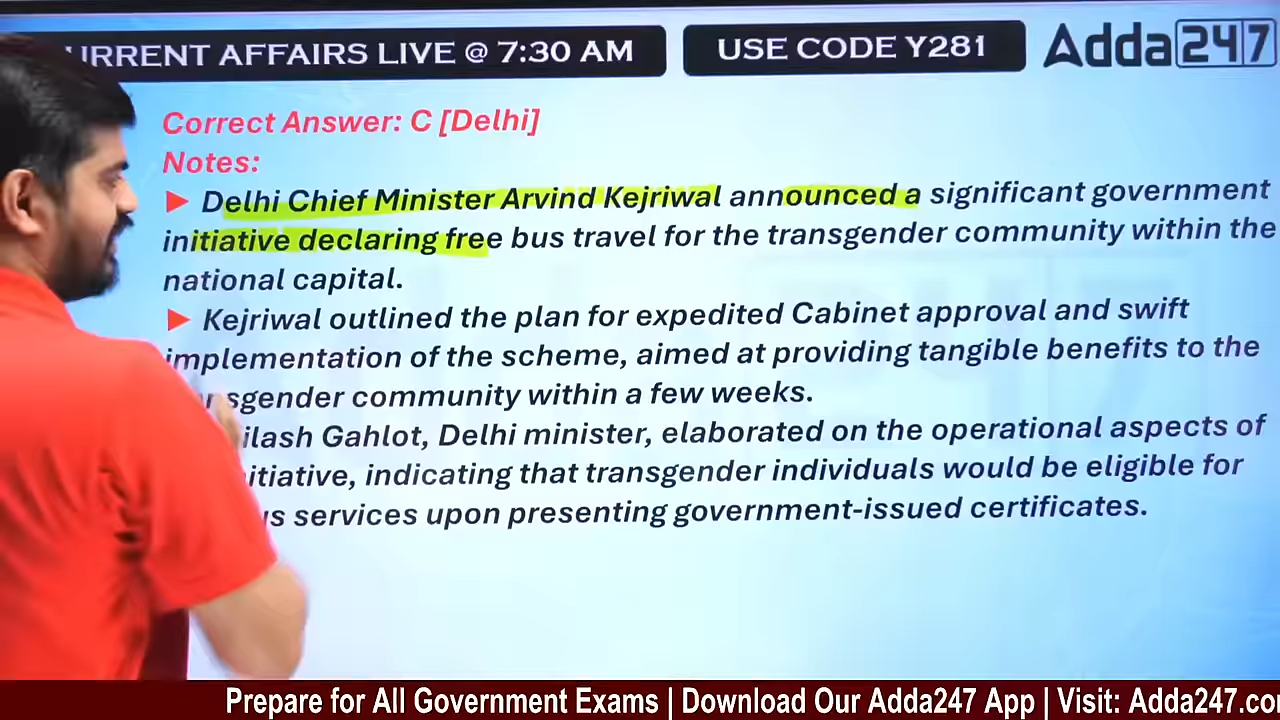 URRENT AFFAIRS LIVE @ 7:30 AM
USE CODE Y281
Adda247
Correct Answer: C [Delhi]
Notes:
► Delhi Chief Minister Arvind Kejriwal announced a significant government
initiative declaring free bus travel for the transgender community within the
national capital.
► Kejriwal outlined the plan for expedited Cabinet approval and swift
implementation of the scheme, aimed at providing tangible benefits to the
nsgender community within a few weeks.
ilash Gahlot, Delhi minister, elaborated on the operational aspects of
itiative, indicating that transgender individuals would be eligible for
us services upon presenting government-issued certificates.
Prepare for All Government Exams | Download Our Adda247 App | Visit: Adda247.co